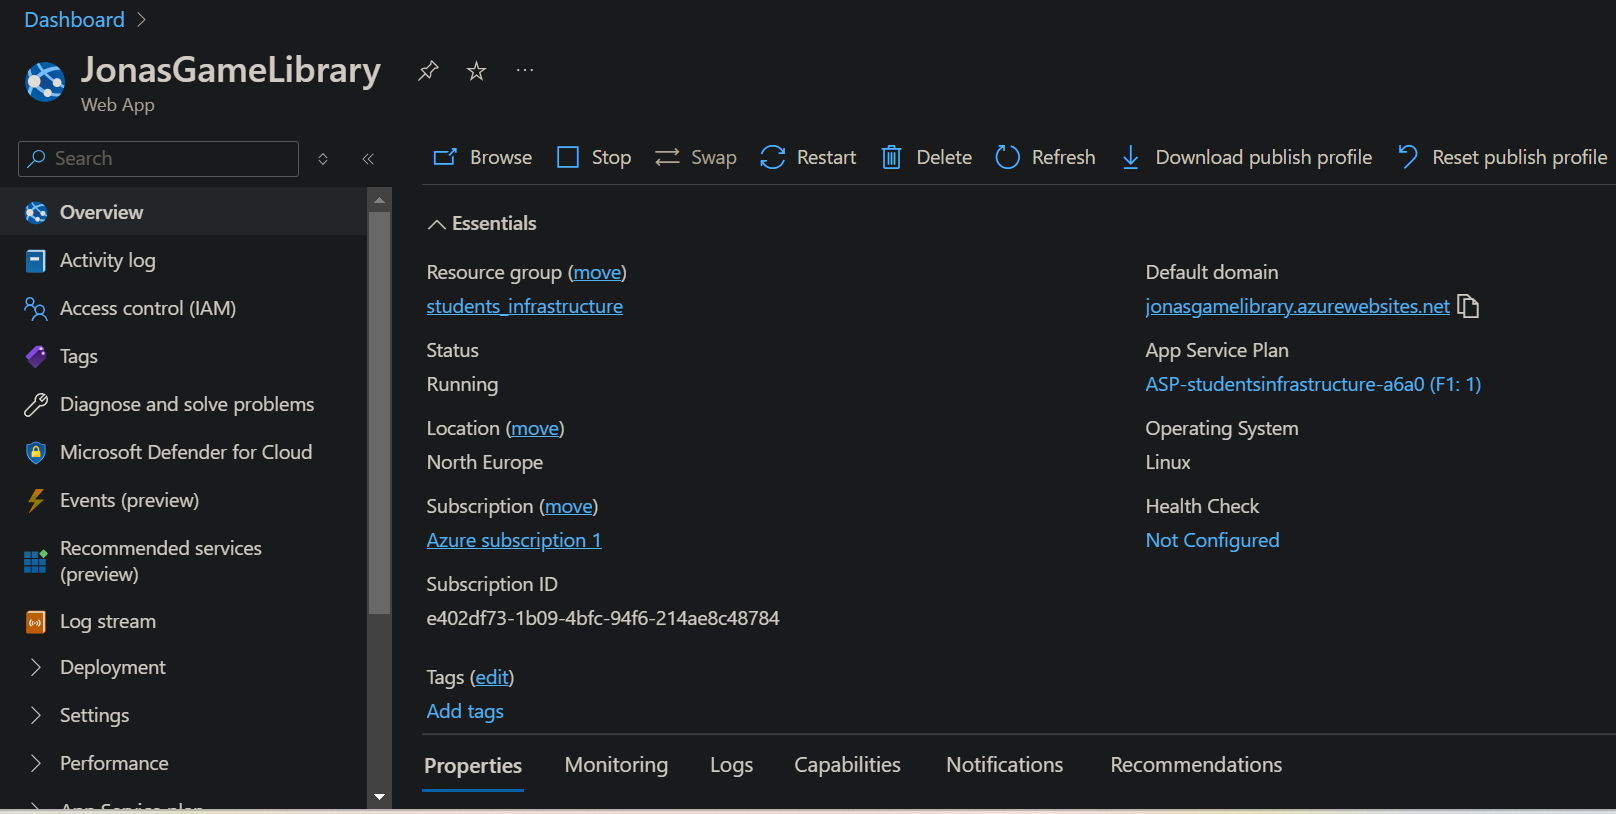 Dashboard
JonasGameLibrary
Web App
Search
Browse
Stop
Swap
Restart
Delete
Refresh
Download publish profile
Reset publish profile
Overview
Activity log
Access control (IAM)
Tags
Diagnose and solve problems
Microsoft Defender for Cloud
Events (preview)
Recommended services
(preview)
Log stream
Deployment
Settings
Performance
App Service plan
Essentials
Resource group (move)
students_infrastructure
Status
Running
Location (move)
North Europe
Subscription (move)
Azure subscription 1
Subscription ID
e402df73-1b09-4bfc-94f6-214ae8c48784
Default domain
jonasgamelibrary.azurewebsites.net
App Service Plan
ASP-studentsinfrastructure-a6a0 (F1: 1)
Operating System
Linux
Health Check
Not Configured
Tags (edit)
Add tags
Properties
Monitoring
Logs
Capabilities
Notifications
Recommendations